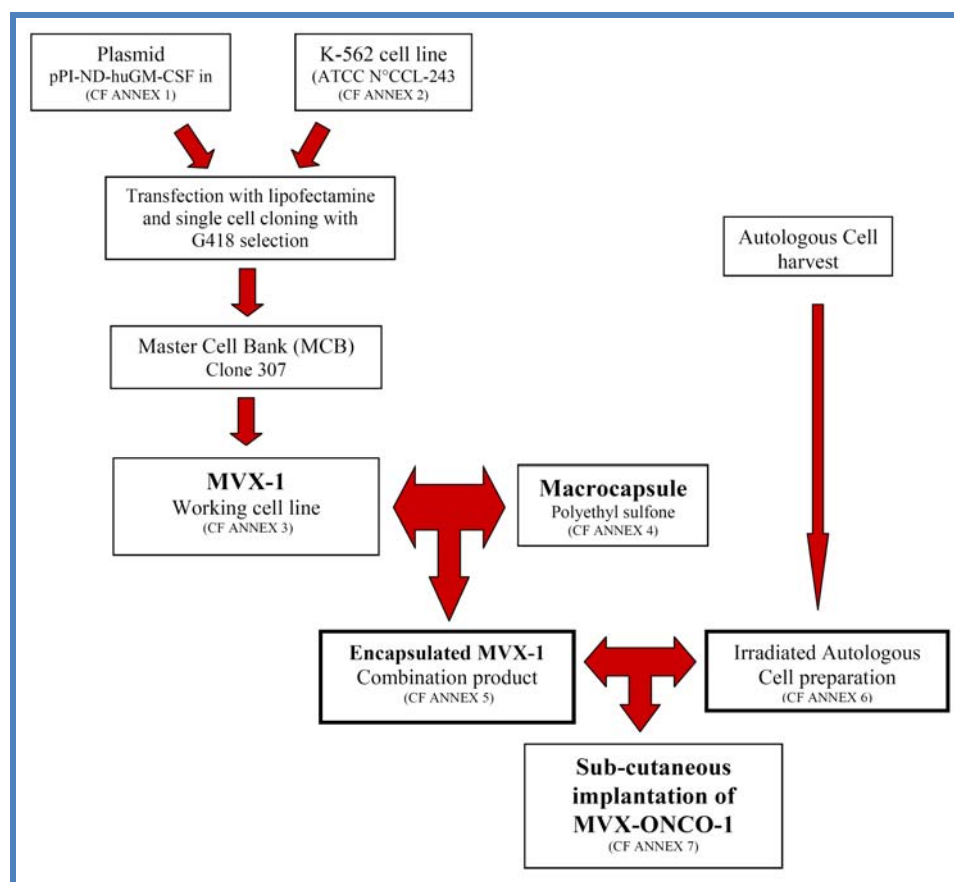 Plasmid
pPI-ND-huGM-CSF in
(CF ANNEX 1)
K-562 cell line
(ATCC N°CCL-243
(CF ANNEX 2)
Transfection with lipofectamine
and single cell cloning with
G418 selection
Autologous Cell
harvest
Master Cell Bank (MCB)
Clone 307
MVX-1
Working cell line
(CF ANNEX 3)
Macrocapsule
Polyethyl sulfone
(CF ANNEX 4)
Encapsulated MVX-1
Combination product
(CF ANNEX 5)
Irradiated Autologous
Cell preparation
(CF ANNEX 6)
Sub-cutaneous
implantation of
MVX-ONCO-1
(CF ANNEX 7)